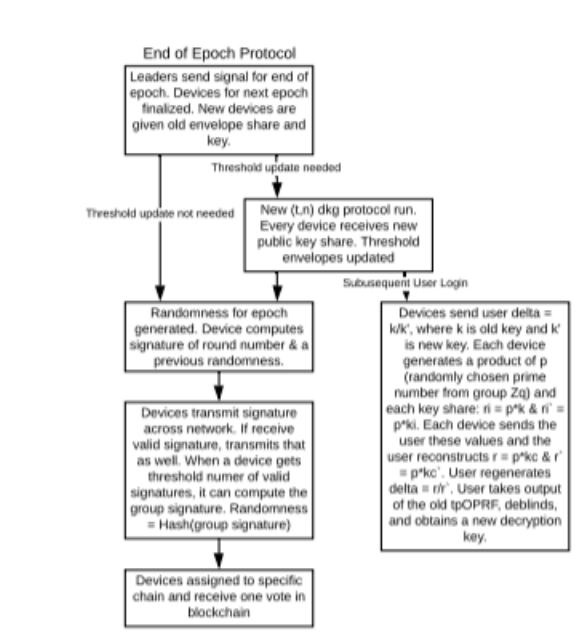 End of Epoch Protocol
Leaders send signal for end of
epoch. Devices for next epoch
finalized. New devices are
given old envelope share and
key.
Threshold update needed
Threshold update not needed
New (t,n) dkg protocol run.
Every device receives new
public key share. Threshold
envelopes updated
Subusequent User Login
Randomness for epoch
generated. Device computes
signature of round number & a
previous randomness.
Devices send user delta =
k/k', where k is old key and k'
is new key. Each device
generates a product of p
(randomly chosen prime
number from group Zq) and
each key share: ri = p*k & ri` =
p*ki. Each device sends the
user these values and the
user reconstructs r = p*kc & r`
= p*kc`. User regenerates
delta = r/r`. User takes output
of the old tpOPRF, deblinds,
and obtains a new decryption
key.
Devices transmit signature
across network. If receive
valid signature, transmits that
as well. When a device gets
threshold numer of valid
signatures, it can compute the
group signature. Randomness
= Hash(group signature)
Devices assigned to specific
chain and receive one vote in
blockchain